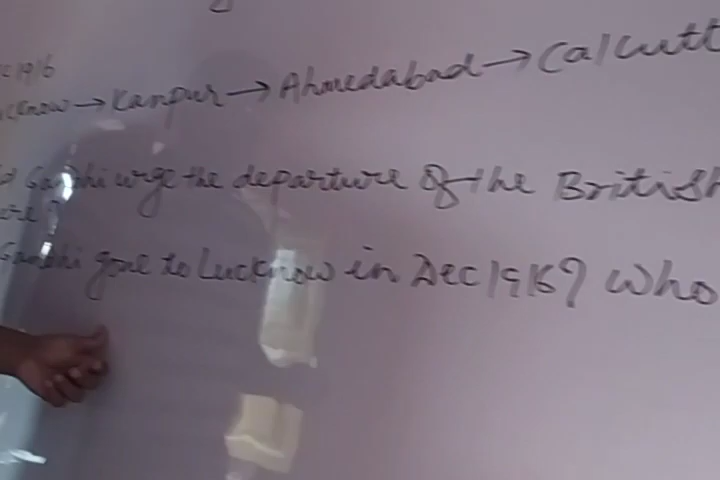 c 1916
cknow → Kanpur → Ahmedabad → Calcutt
Gandhi urge the departure of the British
ere?
Gandhi gone to Lucknow in Dec 1916? Who